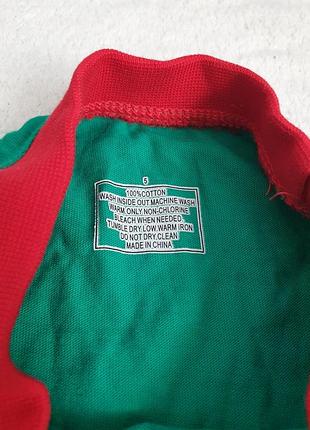 5
100%COTTON
WASH INSIDE OUT MACHINE WASH
WARM,ONLY NON-CHLORINE
BLEACH WHEN NEEDED
TUMBLE DRY.LOW,WARM IRON
DO NOT DRY,CLEAN
MADE IN CHINA